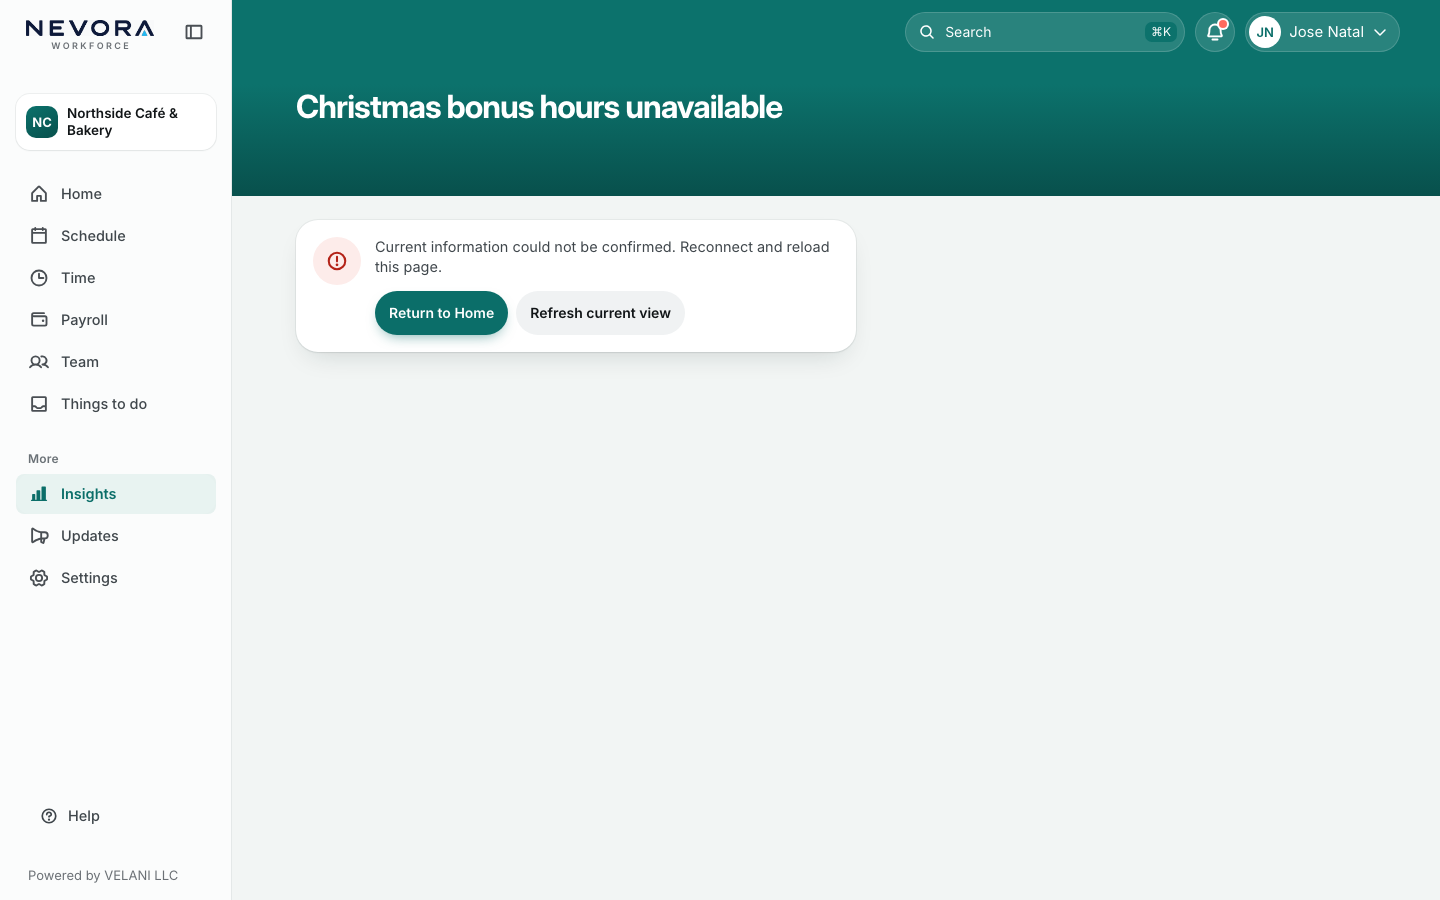 NEVORA
WORKFORCE
Search
⌘K
JN
Jose Natal
NC
Northside Café &
Bakery
Christmas bonus hours unavailable
Home
Schedule
Time
Payroll
Team
Things to do
More
Insights
Updates
Settings
Current information could not be confirmed. Reconnect and reload
this page.
Return to Home
Refresh current view
Help
Powered by VELANI LLC